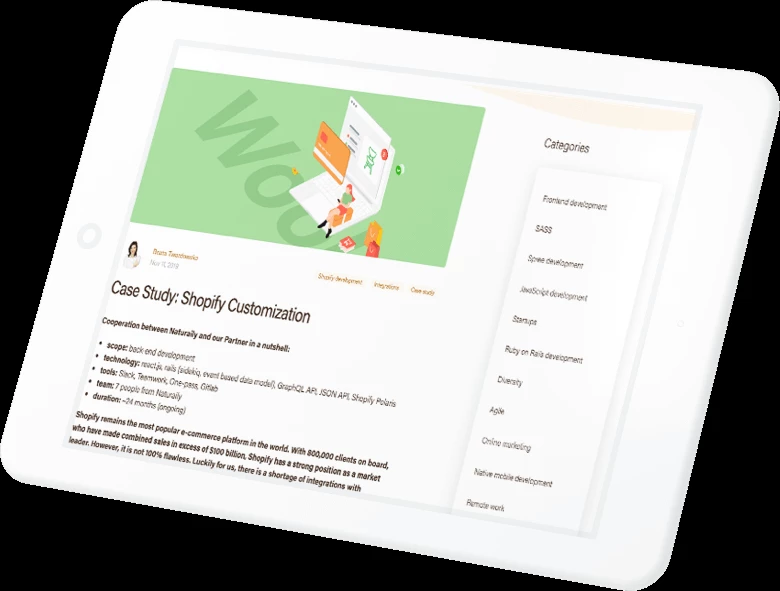 Woo
Categories
Frontend development
SASS
Spree development
JavaScript development
Startups
Ruby on Rails development
Diversity
Agile
Online marketing
Native mobile development
Remote work
Nov 11, 2019
Shopify development
Integrations
Case study
Case Study: Shopify Customization
Cooperation between Naturaily and our Partner in a nutshell:
• scope: back end development
• technology: react.js, rails (sidekiq, event based data model), GraphQL API, JSON API, Shopify Polaris
• tools: Slack, Teamwork, One-pass, Gitlab
• team: 7 people from Naturaily
• duration: ~24 months (ongoing)
Shopify remains the most popular e-commerce platform in the world. With 800,000 clients on board,
who have made combined sales in excess of $100 billion, Shopify has a strong position as a market
leader. However, it is not 100% flawless. Luckily for us, there is a shortage of integrations with